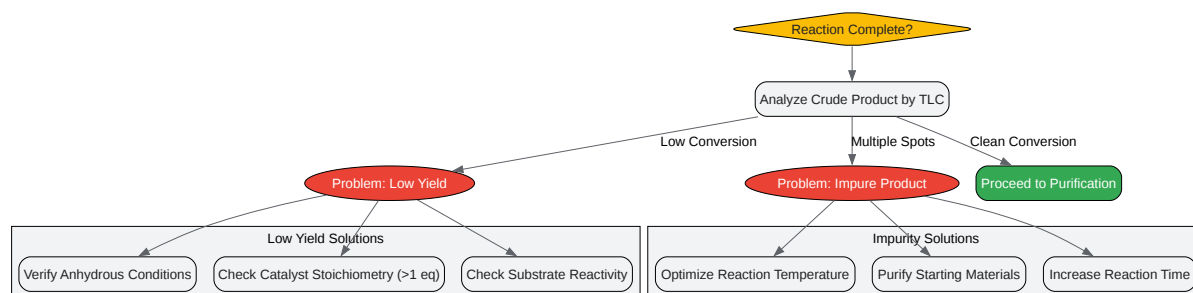 Reaction Complete?
Analyze Crude Product by TLC
Low Conversion
Multiple Spots
Clean Conversion
Problem: Low Yield
Problem: Impure Product
Proceed to Purification
Low Yield Solutions
Impurity Solutions
Verify Anhydrous Conditions
Check Catalyst Stoichiometry (>1 eq)
Check Substrate Reactivity
Optimize Reaction Temperature
Purify Starting Materials
Increase Reaction Time